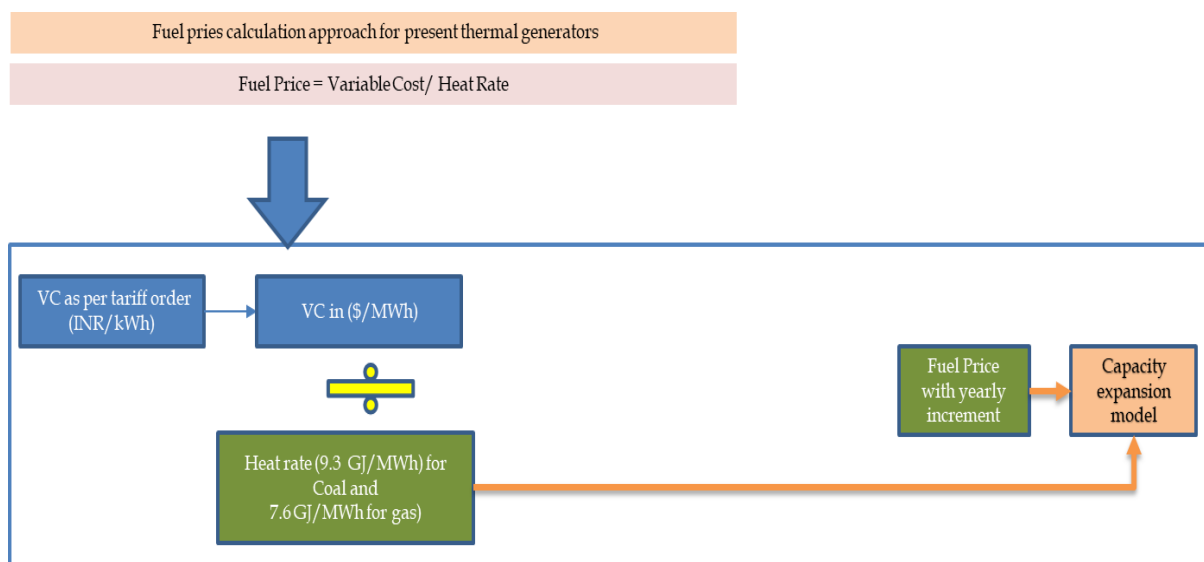 Fuel pries calculation approach for present thermal generators
Fuel Price = Variable Cost/ Heat Rate
VC as per tariff order
(INR/kWh)
VC in ($/MWh)
Heat rate (9.3 GJ/MWh) for
Coal and
7.6 GJ/MWh for gas)
Fuel Price
with yearly
increment
Capacity
expansion
model